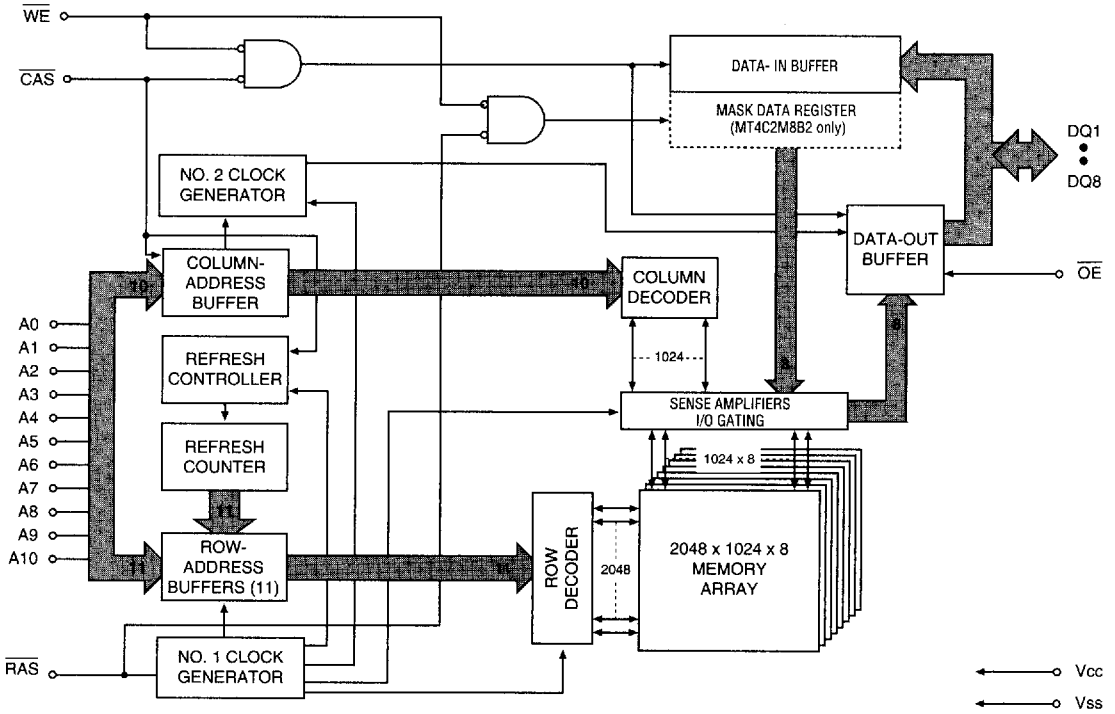 WE
CAS
DATA- IN BUFFER
MASK DATA REGISTER
(MT4C2M8B2 only)
DQ1
DQ8
NO. 2 CLOCK
GENERATOR
COLUMN-
ADDRESS
BUFFER
10
10
COLUMN
DECODER
DATA-OUT
BUFFER
OE
A0
A1
A2
A3
A4
A5
A6
A7
A8
A9
A10
REFRESH
CONTROLLER
REFRESH
COUNTER
1024
8
8
SENSE AMPLIFIERS
I/O GATING
1024 x 8
11
11
ROW-
ADDRESS
BUFFERS (11)
11
ROW
DECODER
2048
2048 x 1024 x 8
MEMORY
ARRAY
RAS
NO. 1 CLOCK
GENERATOR
Vcc
Vss